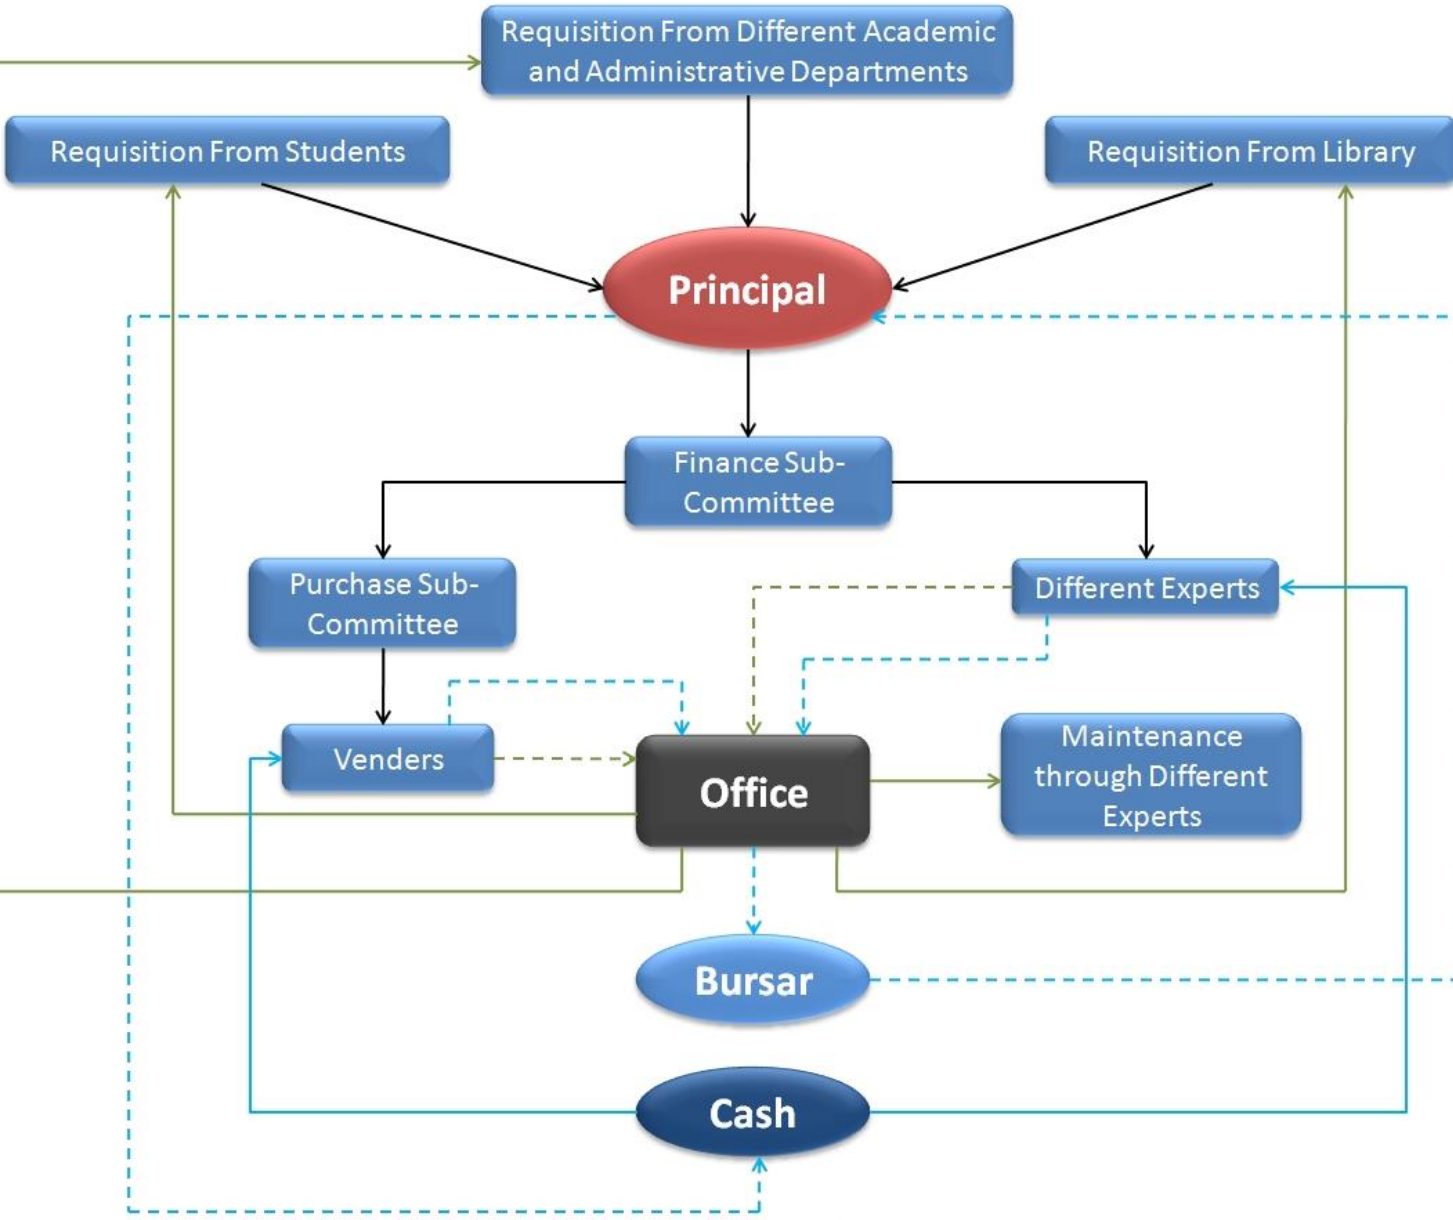 Requisition From Different Academic
and Administrative Departments
Requisition From Students
Requisition From Library
Principal
Finance Sub-
Committee
Purchase Sub-
Committee
Different Experts
Venders
Office
Maintenance
through Different
Experts
Bursar
Cash